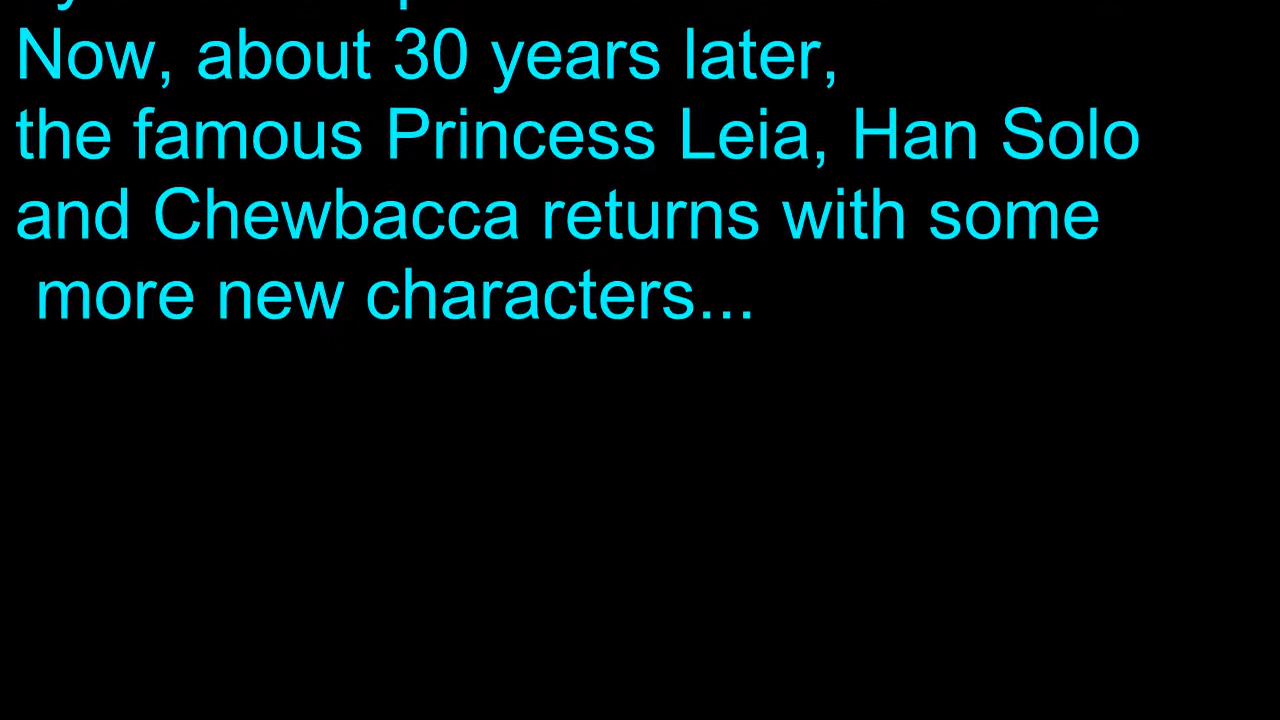 Now, about 30 years later,
the famous Princess Leia, Han Solo
and Chewbacca returns with some
more new characters...